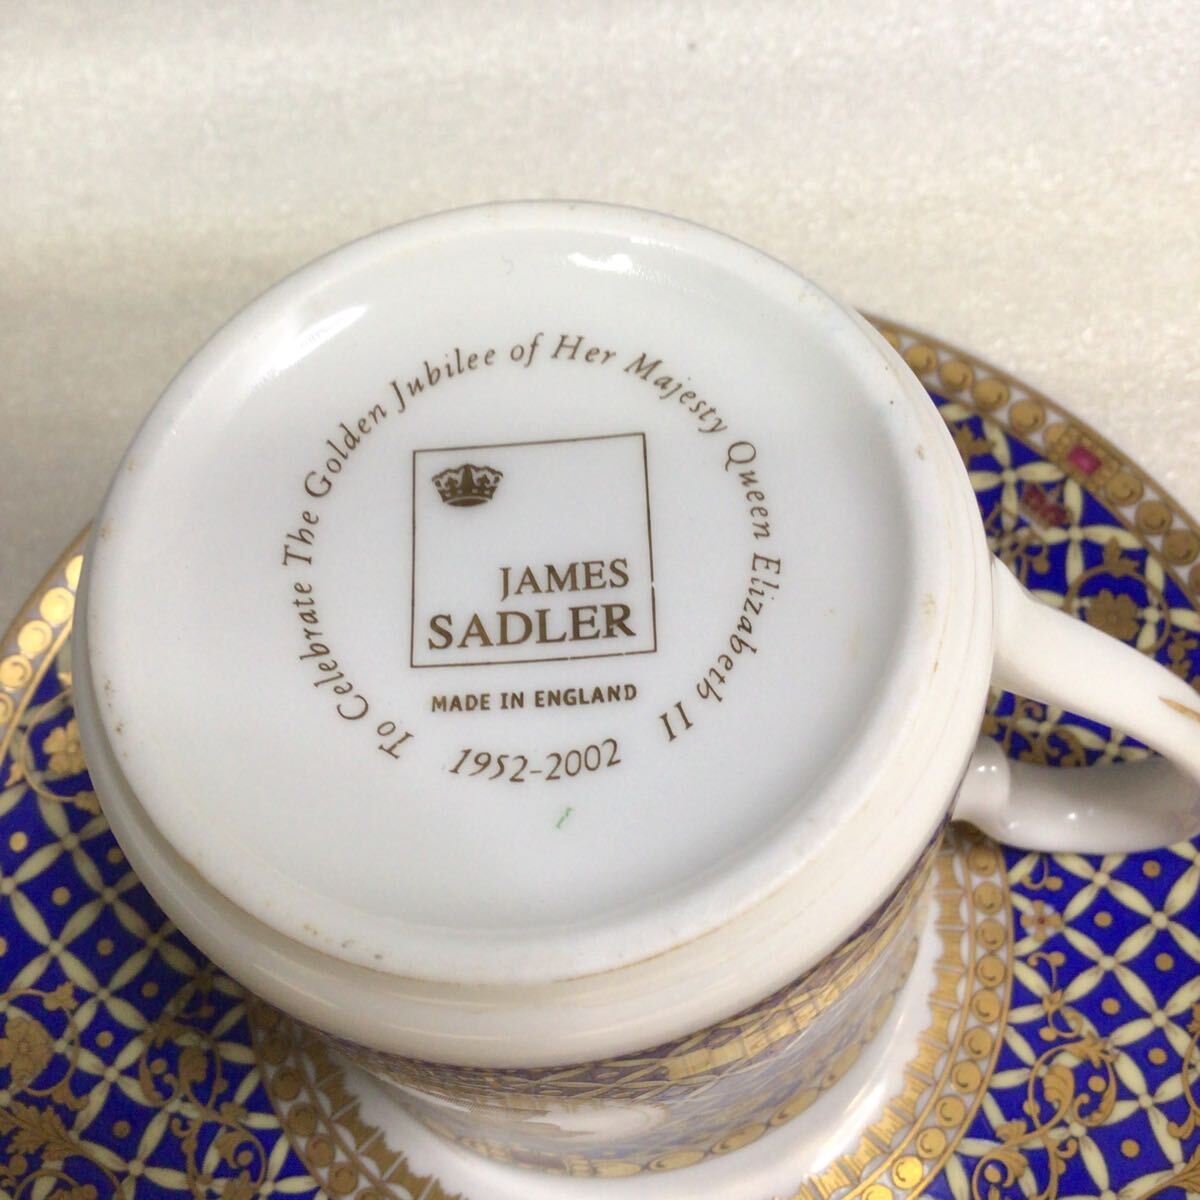 To Celebrate The Golden Jubilee of Her Majesty Queen Elizabeth II
JAMES
SADLER
MADE IN ENGLAND
1952-2002